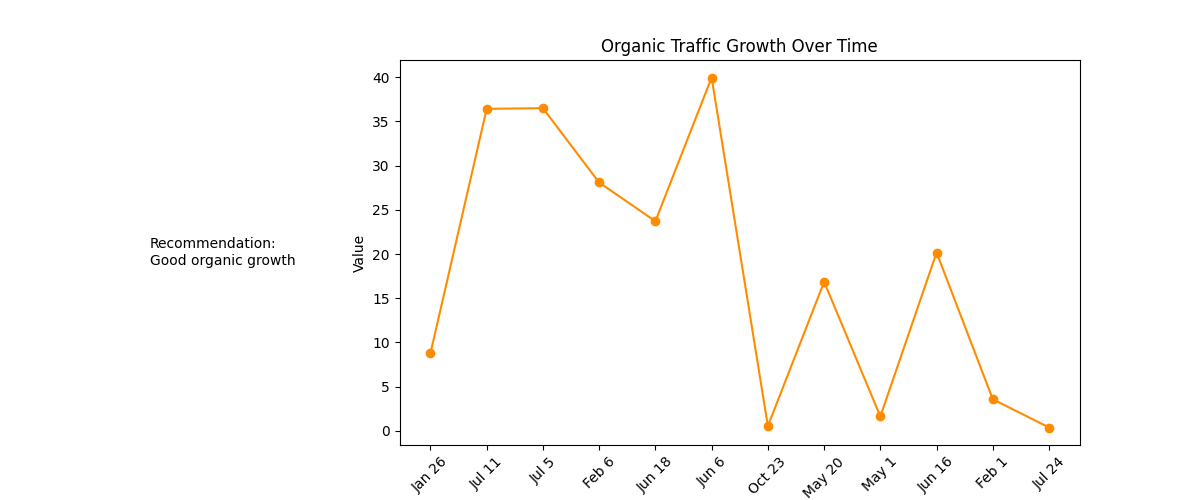 Organic Traffic Growth Over Time
40
35
30
25
20
15
10
5
0
Value
Recommendation:
Good organic growth
Jan 26
Jul 11
Jul 5
Feb 6
Jun 18
Jun 6
Oct 23
May 20
May 1
Jun 16
Feb 1
Jul 24